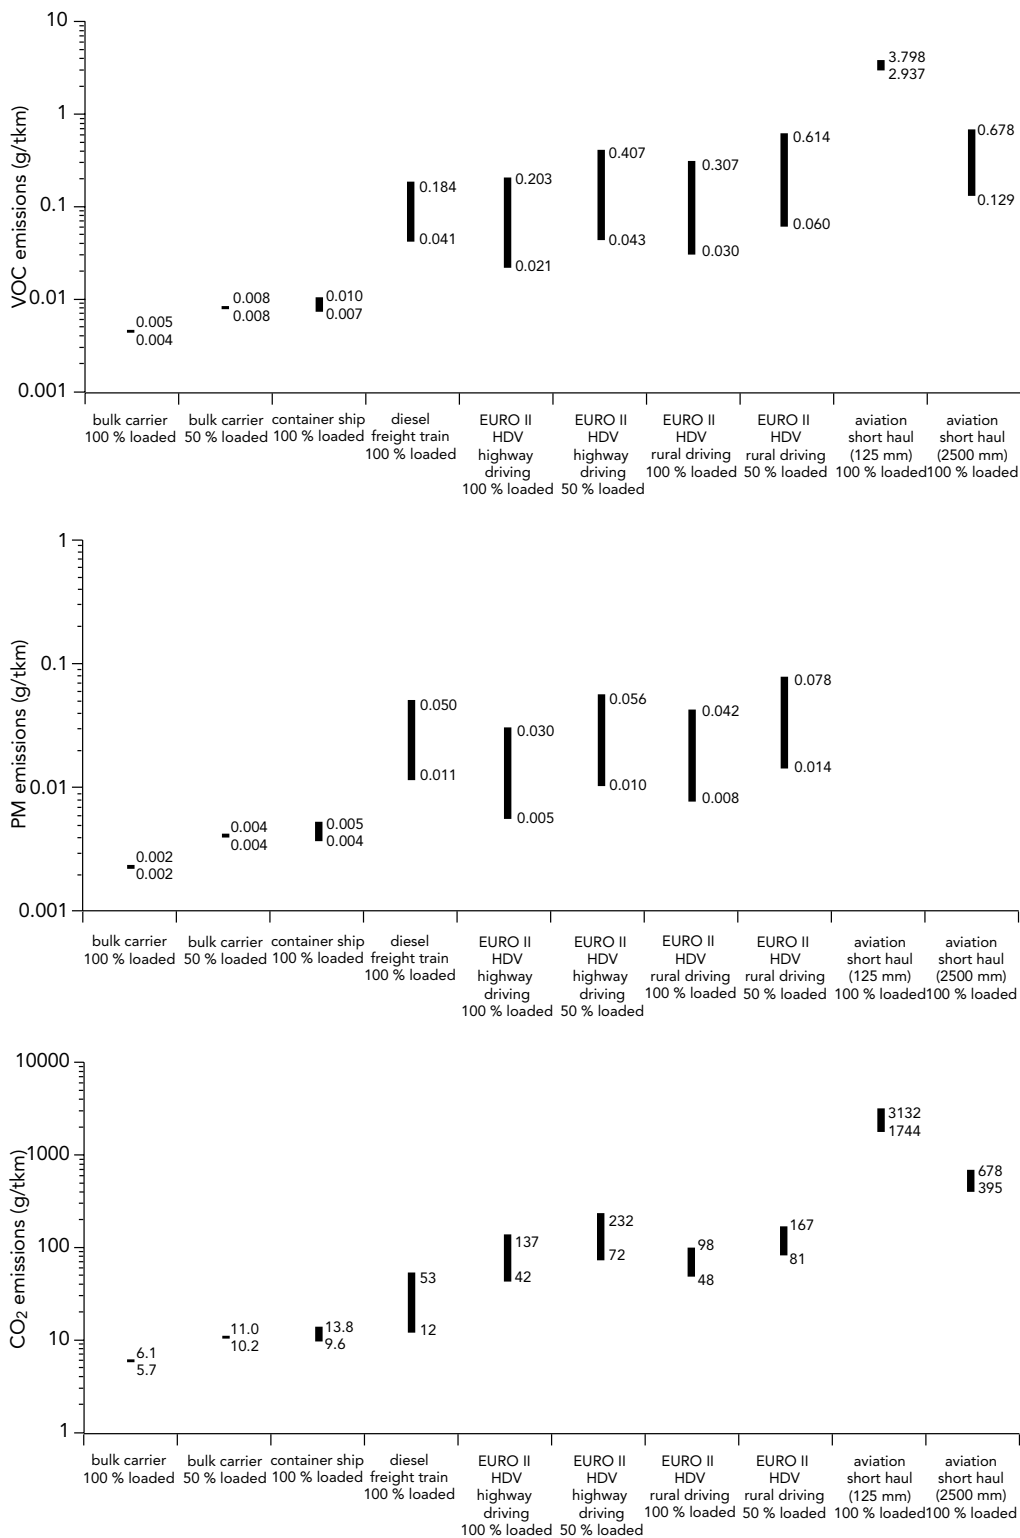 VOC emissions (g/tkm)
10
1
0.1
0.01
0.001
0.005
0.004
0.008
0.008
0.010
0.007
0.184
0.041
0.203
0.021
0.407
0.043
0.307
0.030
0.614
0.060
3.798
2.937
0.678
0.129
bulk carrier
100 % loaded
bulk carrier
50 % loaded
container ship
100 % loaded
diesel
freight train
100 % loaded
EURO II
HDV
highway
driving
100 % loaded
EURO II
HDV
highway
driving
50 % loaded
EURO II
HDV
rural driving
100 % loaded
EURO II
HDV
rural driving
50 % loaded
aviation
short haul
(125 mm)
100 % loaded
aviation
short haul
(2500 mm)
100 % loaded
PM emissions (g/tkm)
1
0.1
0.01
0.001
0.002
0.002
0.004
0.004
0.005
0.004
0.050
0.011
0.030
0.005
0.056
0.010
0.042
0.008
0.078
0.014
bulk carrier
100 % loaded
bulk carrier
50 % loaded
container ship
100 % loaded
diesel
freight train
100 % loaded
EURO II
HDV
highway
driving
100 % loaded
EURO II
HDV
highway
driving
50 % loaded
EURO II
HDV
rural driving
100 % loaded
EURO II
HDV
rural driving
50 % loaded
aviation
short haul
(125 mm)
100 % loaded
aviation
short haul
(2500 mm)
100 % loaded
CO2 emissions (g/tkm)
10000
1000
100
10
1
6.1
5.7
11.0
10.2
13.8
9.6
53
12
137
42
232
72
98
48
167
81
3132
1744
678
395
bulk carrier
100 % loaded
bulk carrier
50 % loaded
container ship
100 % loaded
diesel
freight train
100 % loaded
EURO II
HDV
highway
driving
100 % loaded
EURO II
HDV
highway
driving
50 % loaded
EURO II
HDV
rural driving
100 % loaded
EURO II
HDV
rural driving
50 % loaded
aviation
short haul
(125 mm)
100 % loaded
aviation
short haul
(2500 mm)
100 % loaded